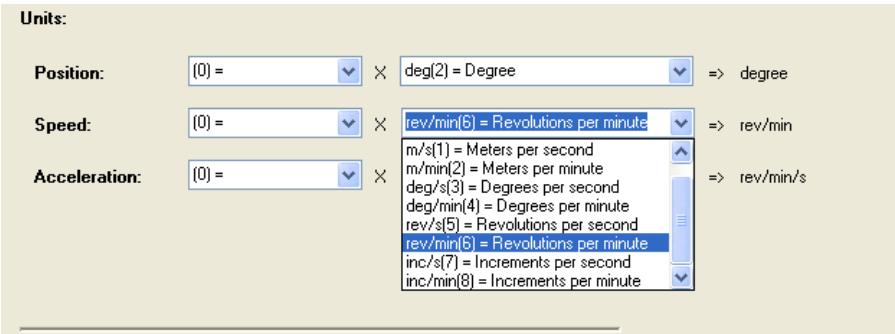 Units:
Position: (0) = X deg(2) = Degree => degree
Speed: (0) = X rev/min(6) = Revolutions per minute => rev/min
m/s(1) = Meters per second
m/min(2) = Meters per minute
Acceleration: (0) = X => rev/min/s
deg/s(3) = Degrees per second
deg/min(4) = Degrees per minute
rev/s(5) = Revolutions per second
rev/min(6) = Revolutions per minute
inc/s(7) = Increments per second
inc/min(8) = Increments per minute